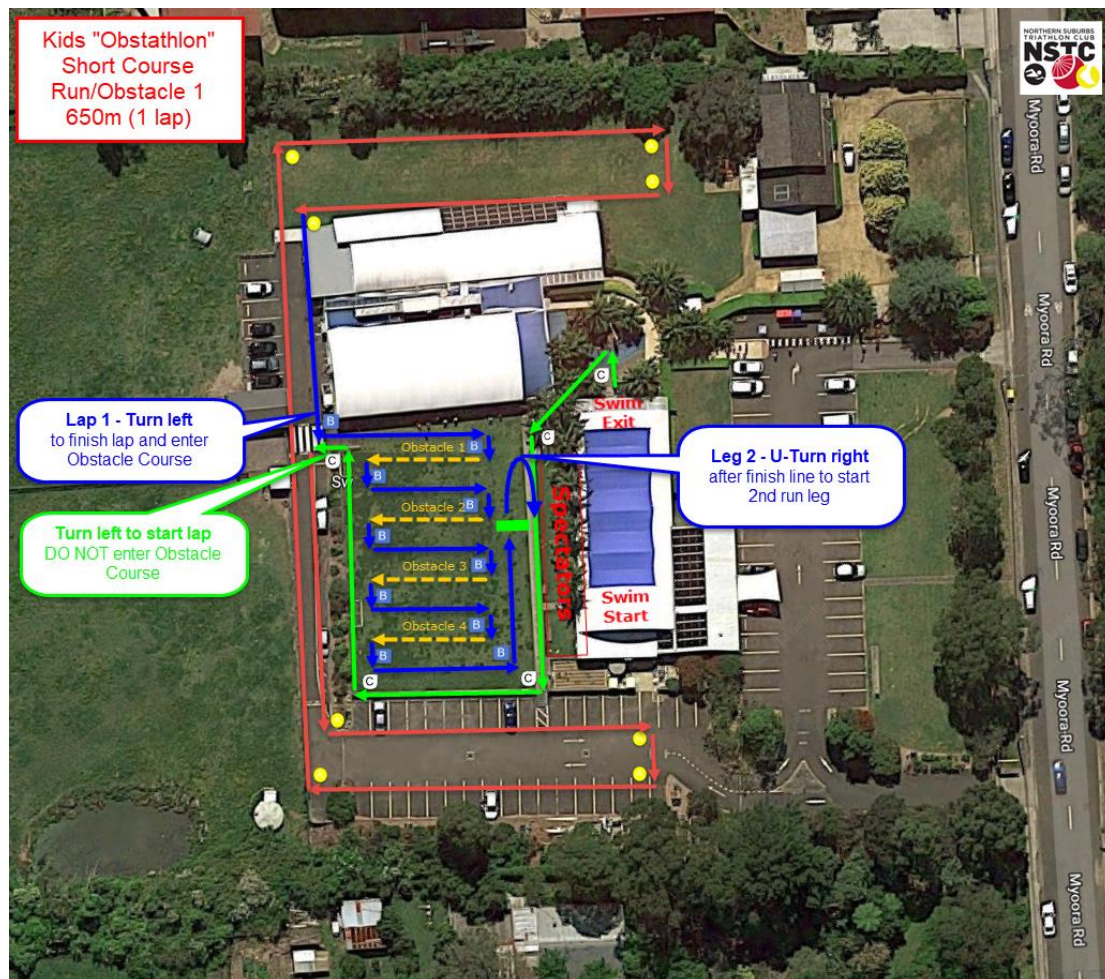 Kids "Obstathlon"
Short Course
Run/Obstacle 1
650m (1 lap)
NORTHERN SUBURBS
TRIATHLON CLUB
NSTC
Myoora Rd
Myoora Rd
Myoora Rd
Myoora Rd
Myoora Rd
Myoora Rd
C
Swim
Exit
Lap 1 - Turn left
to finish lap and enter
Obstacle Course
B
C
Sv
Obstacle 1
B
C
Leg 2 - U-Turn right
after finish line to start
2nd run leg
B
Obstacle 2
B
Spectators
Turn left to start lap
DO NOT enter Obstacle
Course
B
Obstacle 3
B
B
Obstacle 4
B
Swim
Start
B
B
C
C